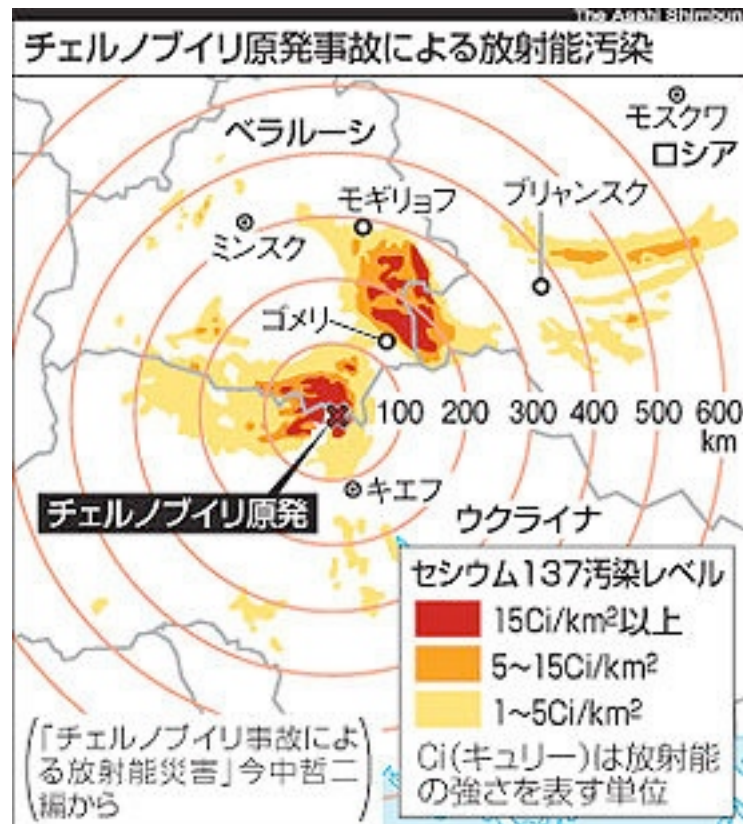 The Asahi Shimbun
チェルノブイリ原発事故による放射能汚染
モスクワ
ロシア
ベラルーシ
ブリャンスク
モギリョフ
ミンスク
ゴメリ
100 200 300 400 500 600
km
キエフ
チェルノブイリ原発
ウクライナ
セシウム137汚染レベル
15Ci/km²以上
5~15Ci/km²
1~5Ci/km²
Ci(キュリー)は放射能
の強さを表す単位
(「チェルノブイリ事故によ
る放射能災害」今中哲二
編から)